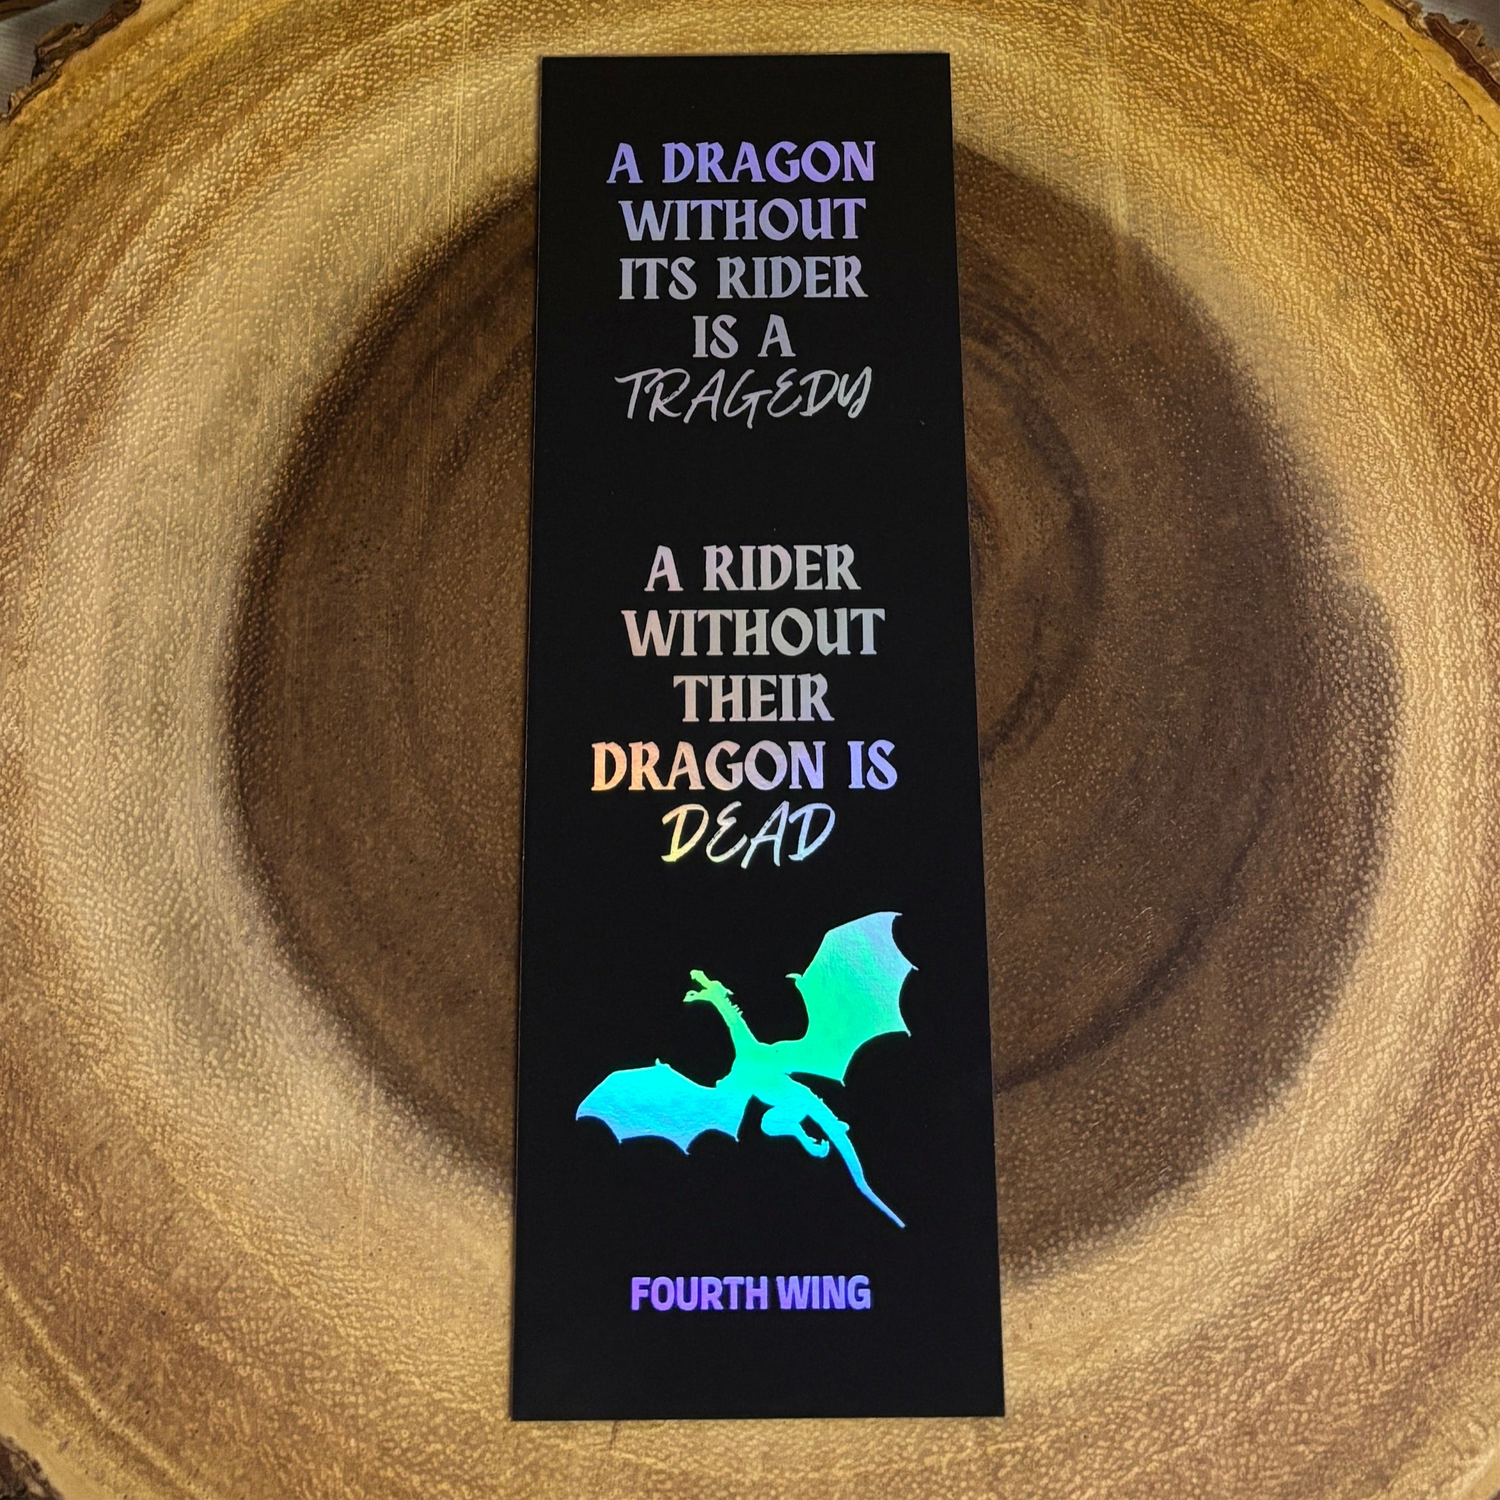 A DRAGON
WITHOUT
ITS RIDER
IS A
TRAGEDY
A RIDER
WITHOUT
THEIR
DRAGON IS
DEAD
FOURTH WING